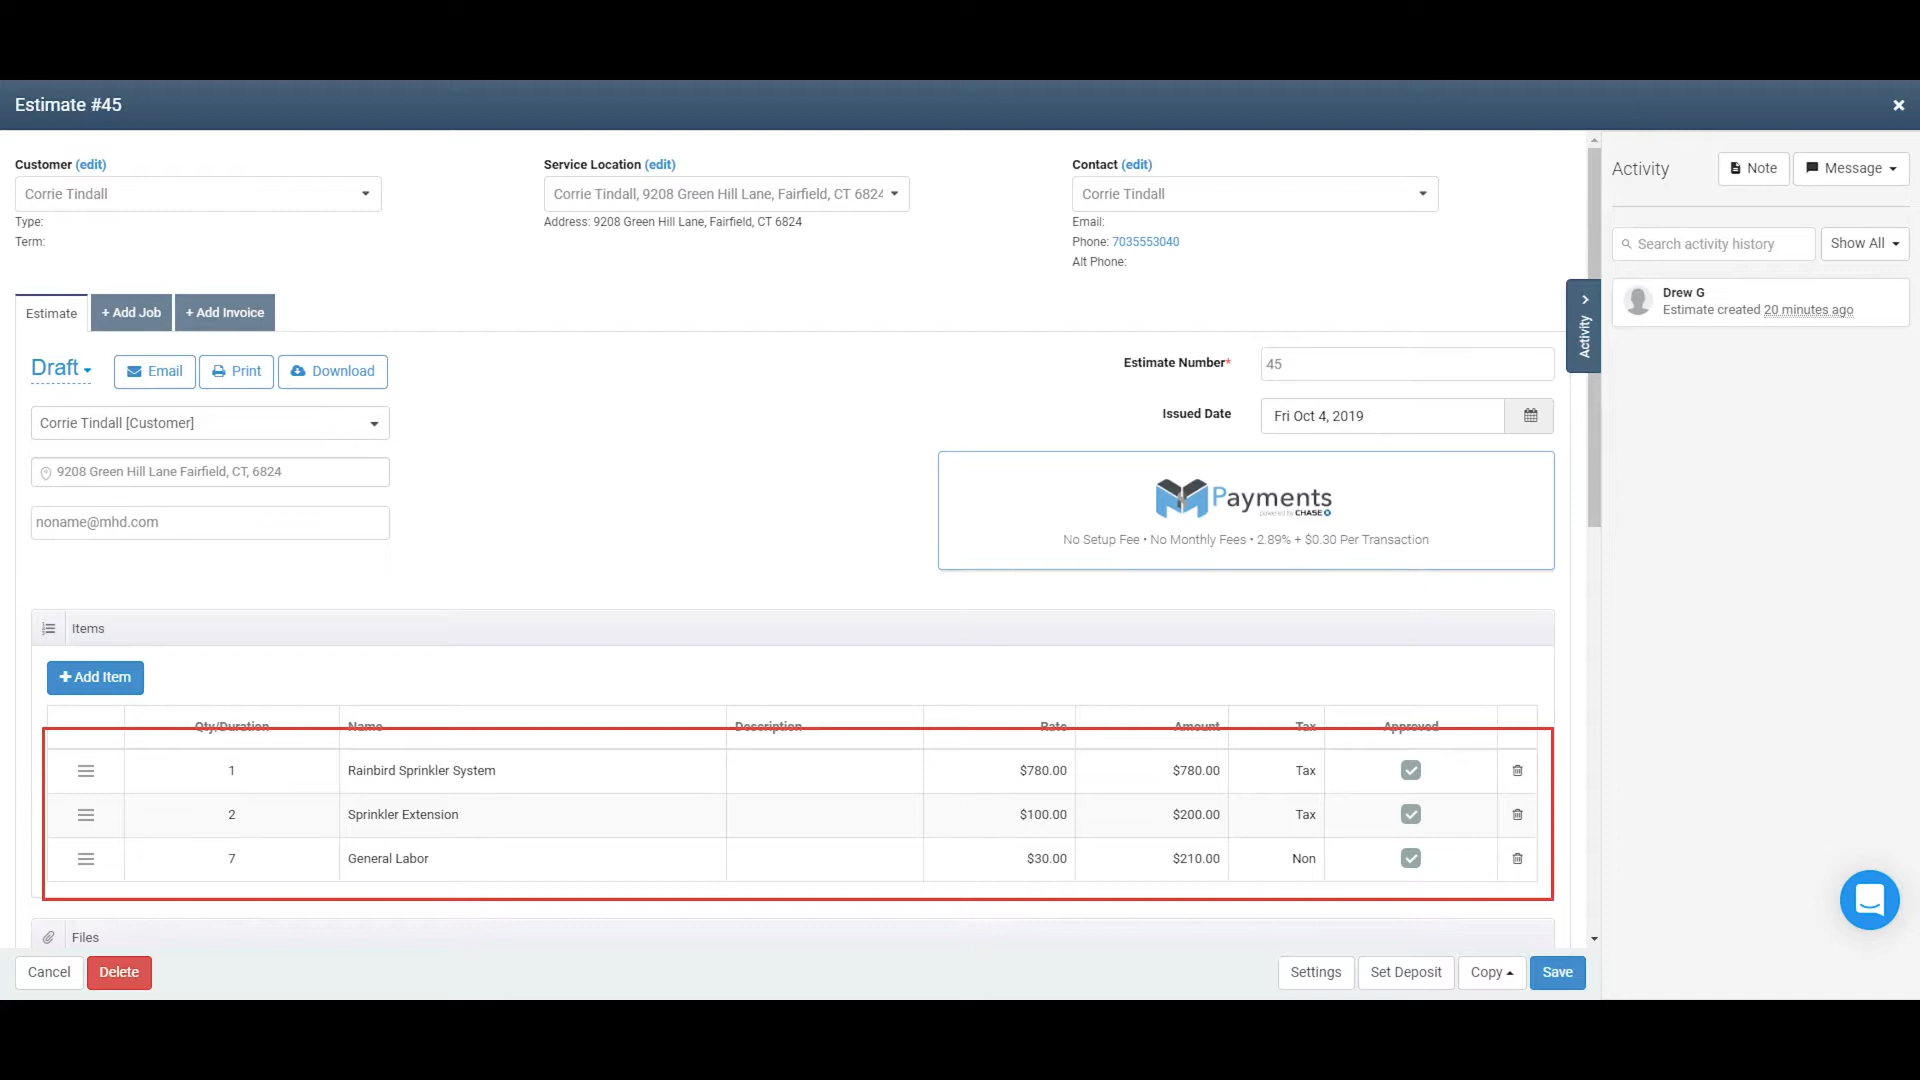 Estimate #45
×
Customer (edit)
Corrie Tindall
Type:
Term:
Service Location (edit)
Corrie Tindall, 9208 Green Hill Lane, Fairfield, CT 6824
Address: 9208 Green Hill Lane, Fairfield, CT 6824
Contact (edit)
Corrie Tindall
Email:
Phone: 7035553040
Alt Phone:
Activity
Note
Message
Search activity history
Show All
Drew G
Estimate created 20 minutes ago
Activity
Estimate
+ Add Job
+ Add Invoice
Draft
Email
Print
Download
Corrie Tindall [Customer]
9208 Green Hill Lane Fairfield, CT, 6824
noname@mhd.com
Estimate Number*
45
Issued Date
Fri Oct 4, 2019
Payments
powered by CHASE
No Setup Fee • No Monthly Fees • 2.89% + $0.30 Per Transaction
Items
+ Add Item
Qty/Duration Name Description Rate Amount Tax Approved
1 Rainbird Sprinkler System $780.00 $780.00 Tax
2 Sprinkler Extension $100.00 $200.00 Tax
7 General Labor $30.00 $210.00 Non
Files
Cancel
Delete
Settings
Set Deposit
Copy
Save